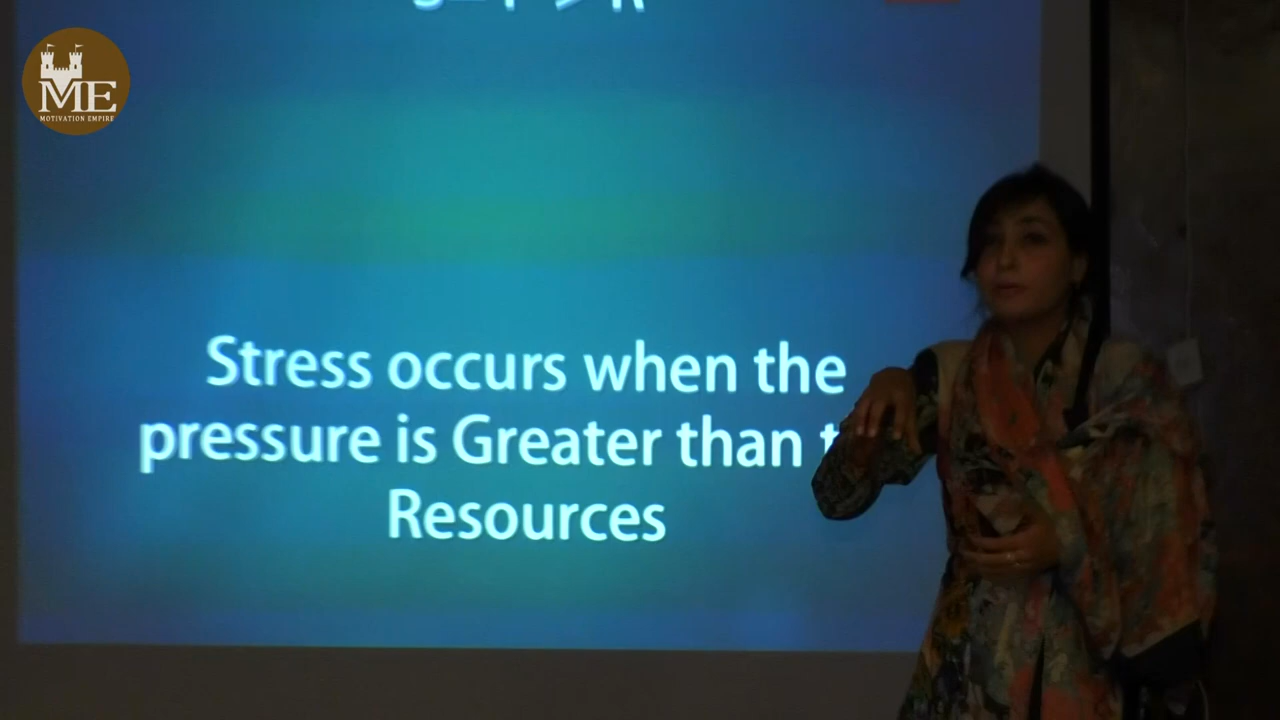 ME
MOTIVATION EMPIRE
Stress occurs when the
pressure is Greater than
Resources